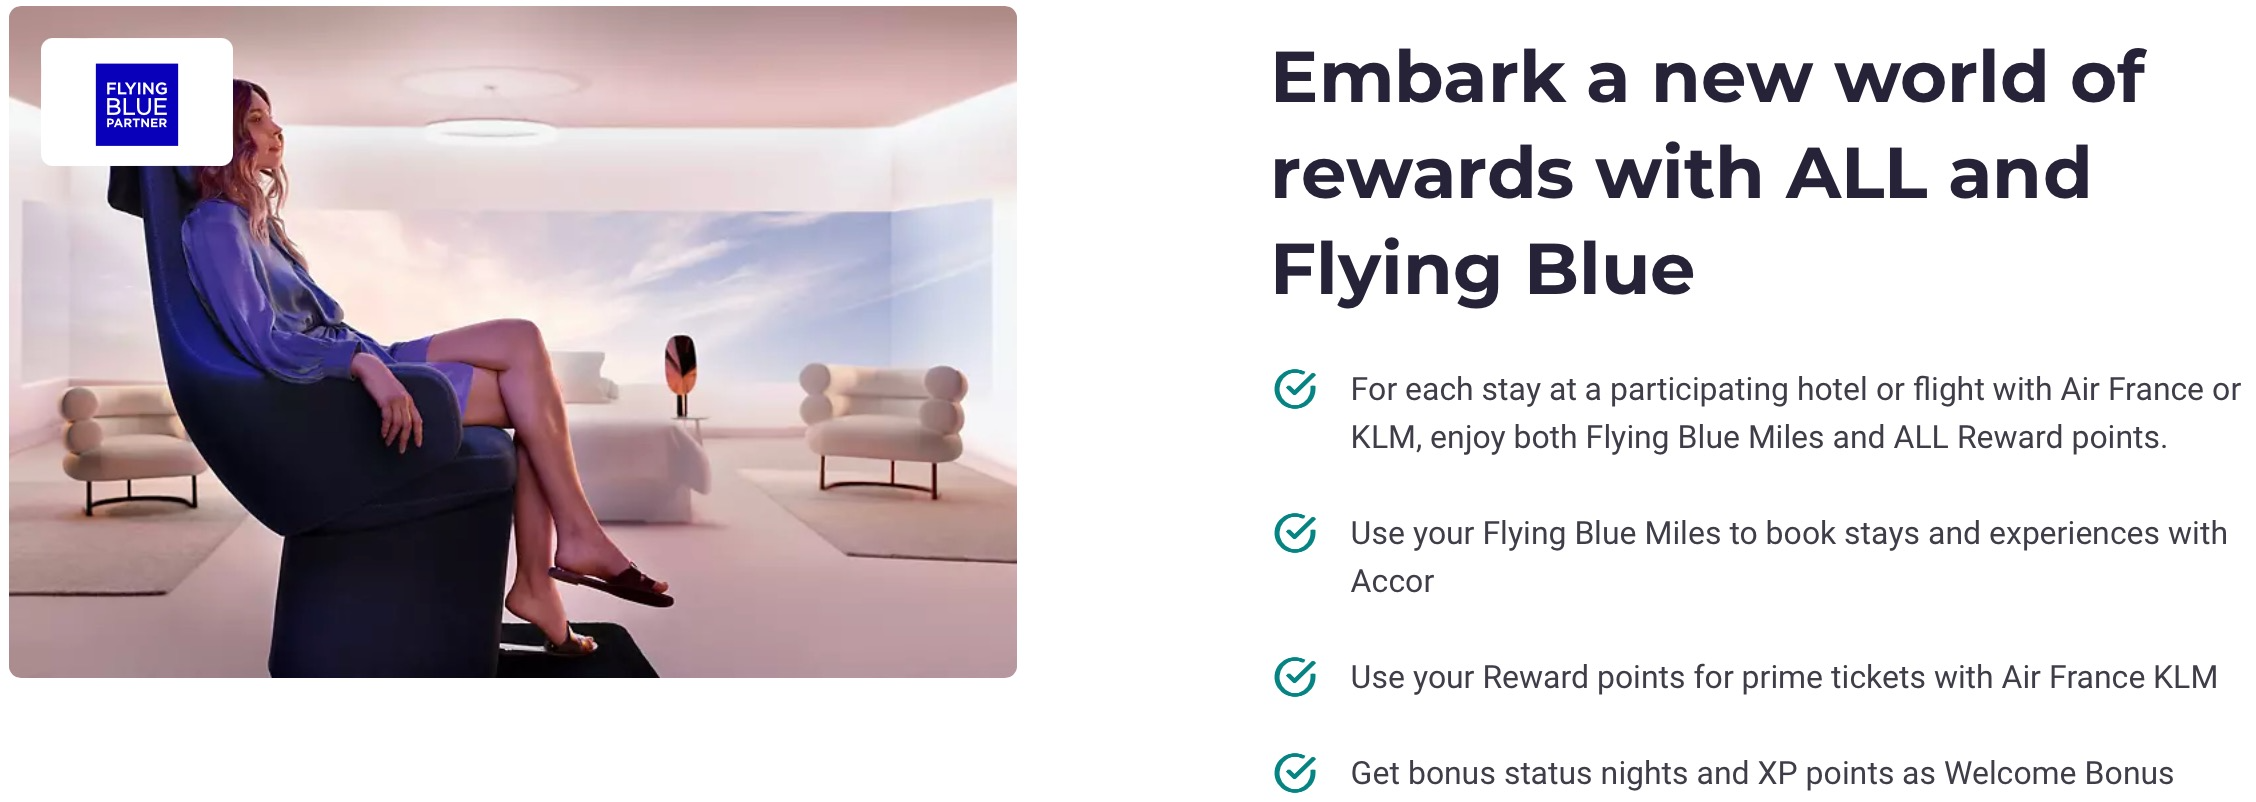 FLYING
BLUE
PARTNER
Embark a new world of
rewards with ALL and
Flying Blue
For each stay at a participating hotel or flight with Air France or
KLM, enjoy both Flying Blue Miles and ALL Reward points.
Use your Flying Blue Miles to book stays and experiences with
Accor
Use your Reward points for prime tickets with Air France KLM
Get bonus status nights and XP points as Welcome Bonus